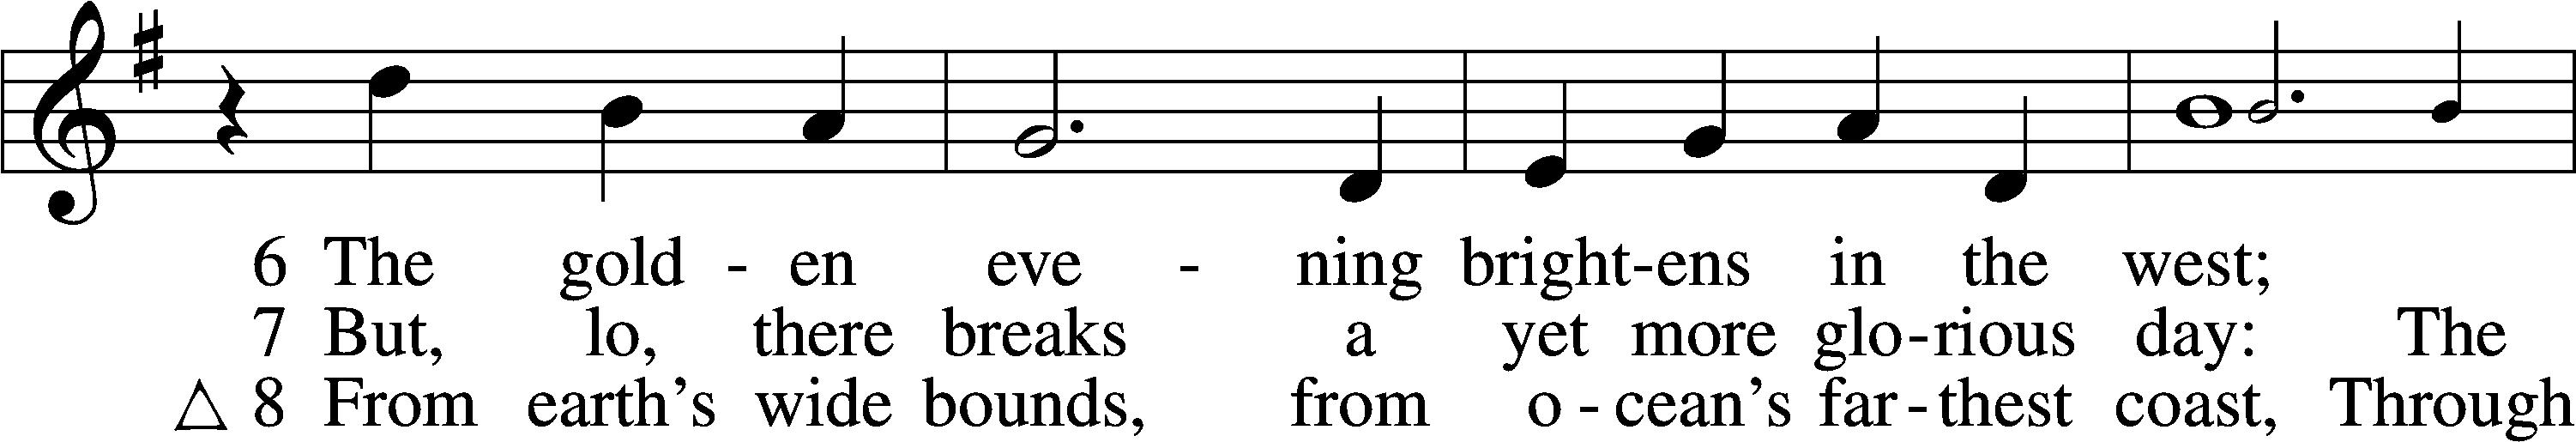 6 The gold - en eve - ning bright-ens in the west;
7 But, lo, there breaks a yet more glo-rious day: The
△ 8 From earth's wide bounds, from o - cean's far-thest coast, Through